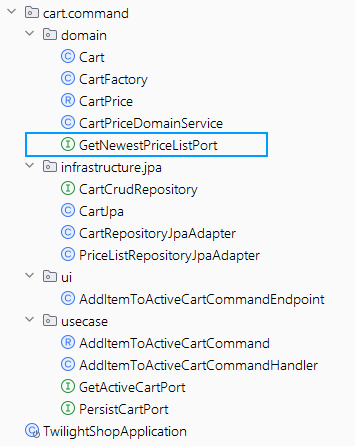 cart.command
domain
Cart
CartFactory
CartPrice
CartPriceDomainService
GetNewestPriceListPort
infrastructure.jpa
CartCrudRepository
CartJpa
CartRepositoryJpaAdapter
PriceListRepositoryJpaAdapter
ui
AddItemToActiveCartCommandEndpoint
usecase
AddItemToActiveCartCommand
AddItemToActiveCartCommandHandler
GetActiveCartPort
PersistCartPort
TwilightShopApplication